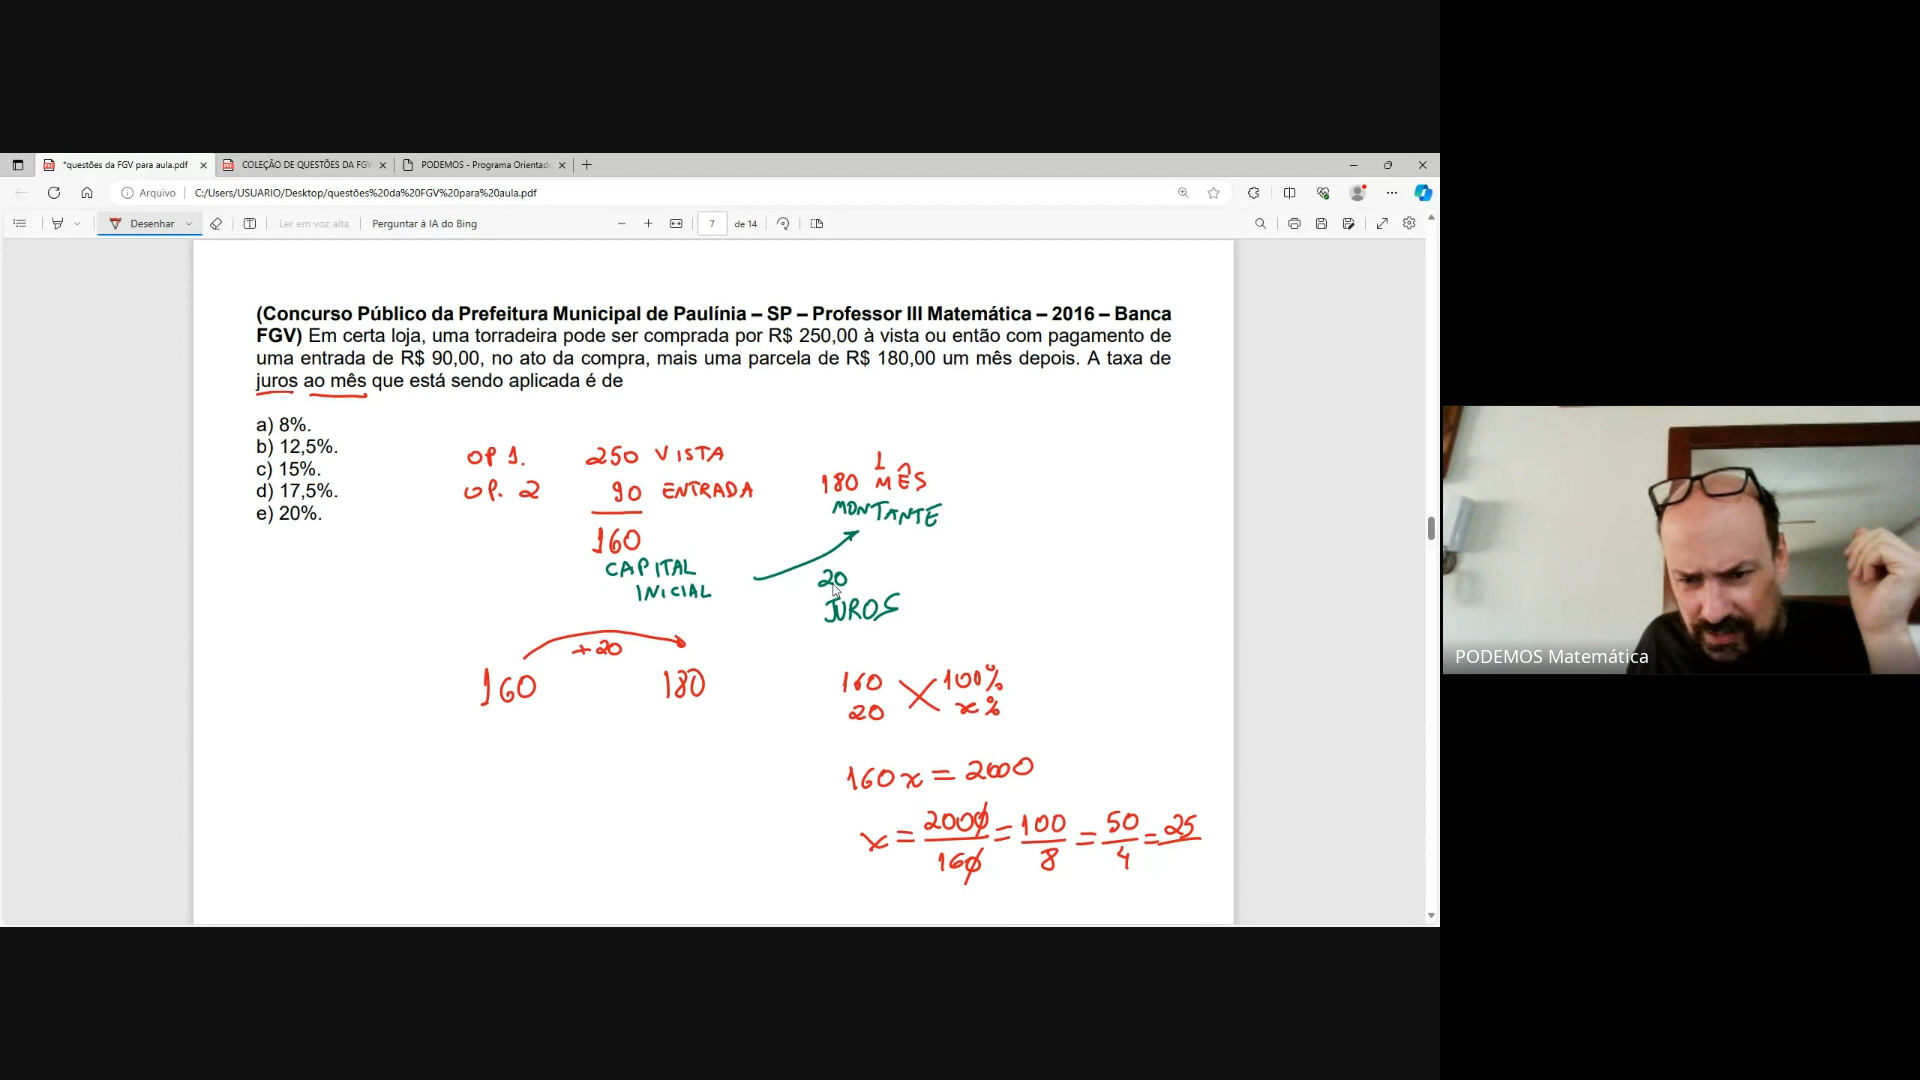 *questões da FGV para aula.pdf
COLEÇÃO DE QUESTÕES DA FGV
PODEMOS - Programa Orientad
Arquivo
C:/Users/USUARIO/Desktop/questões%20da%20FGV%20para%20aula.pdf
Desenhar
Ler em voz alta
Perguntar à IA do Bing
7 de 14
(Concurso Público da Prefeitura Municipal de Paulínia – SP – Professor III Matemática – 2016 – Banca
FGV) Em certa loja, uma torradeira pode ser comprada por R$ 250,00 à vista ou então com pagamento de
uma entrada de R$ 90,00, no ato da compra, mais uma parcela de R$ 180,00 um mês depois. A taxa de
juros ao mês que está sendo aplicada é de
a) 8%.
b) 12,5%.
c) 15%.
d) 17,5%.
e) 20%.
OP 1. 250 VISTA
OP. 2 90 ENTRADA
160
CAPITAL
INICIAL
1
180 MÊS
MONTANTE
20
JUROS
+20
160 180
160 100%
20 x%
160x = 2000
x = 2000/160 = 100/8 = 50/4 = 25
PODEMOS Matemática